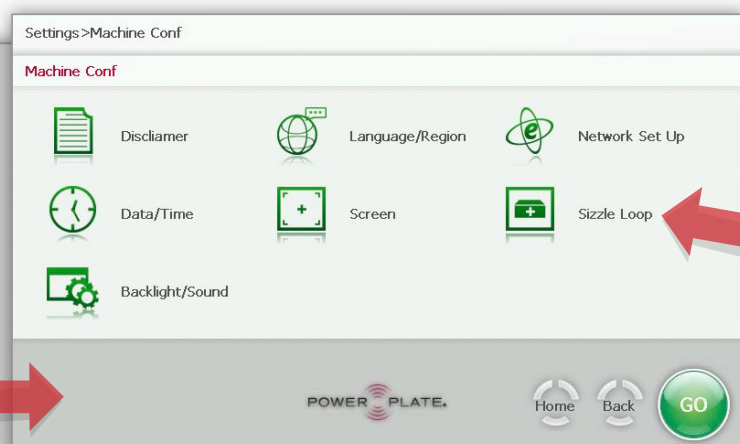 Settings>Machine Conf
Machine Conf
Discliamer
Language/Region
Network Set Up
Data/Time
Screen
Sizzle Loop
Backlight/Sound
POWER PLATE.
Home
Back
GO